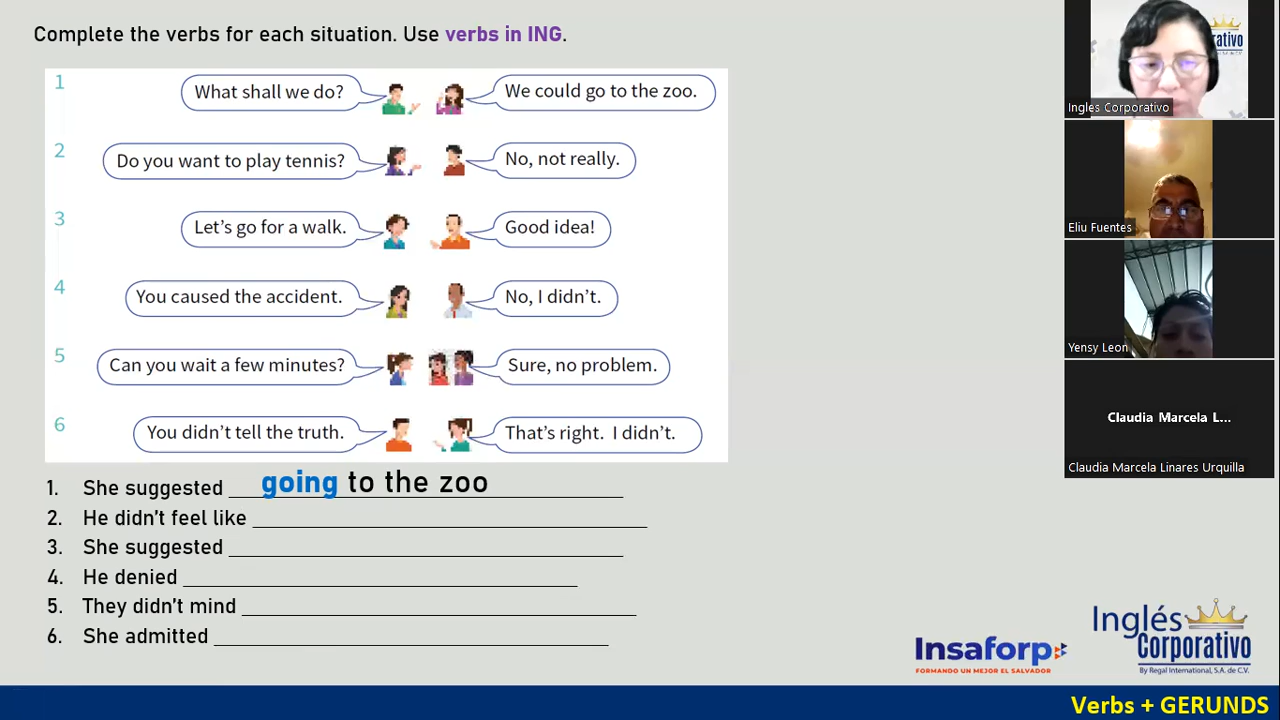 Complete the verbs for each situation. Use verbs in ING.
1 What shall we do? We could go to the zoo.
2 Do you want to play tennis? No, not really.
3 Let's go for a walk. Good idea!
4 You caused the accident. No, I didn't.
5 Can you wait a few minutes? Sure, no problem.
6 You didn't tell the truth. That's right. I didn't.
1. She suggested going to the zoo
2. He didn't feel like
3. She suggested
4. He denied
5. They didn't mind
6. She admitted
rativo
Ingles Corporativo
Eliu Fuentes
Yensy Leon
Claudia Marcela L...
Claudia Marcela Linares Urquilla
Insaforp
FORMANDO UN MEJOR EL SALVADOR
Inglés
Corporativo
By Regal International, S.A. de C.V.
Verbs + GERUNDS